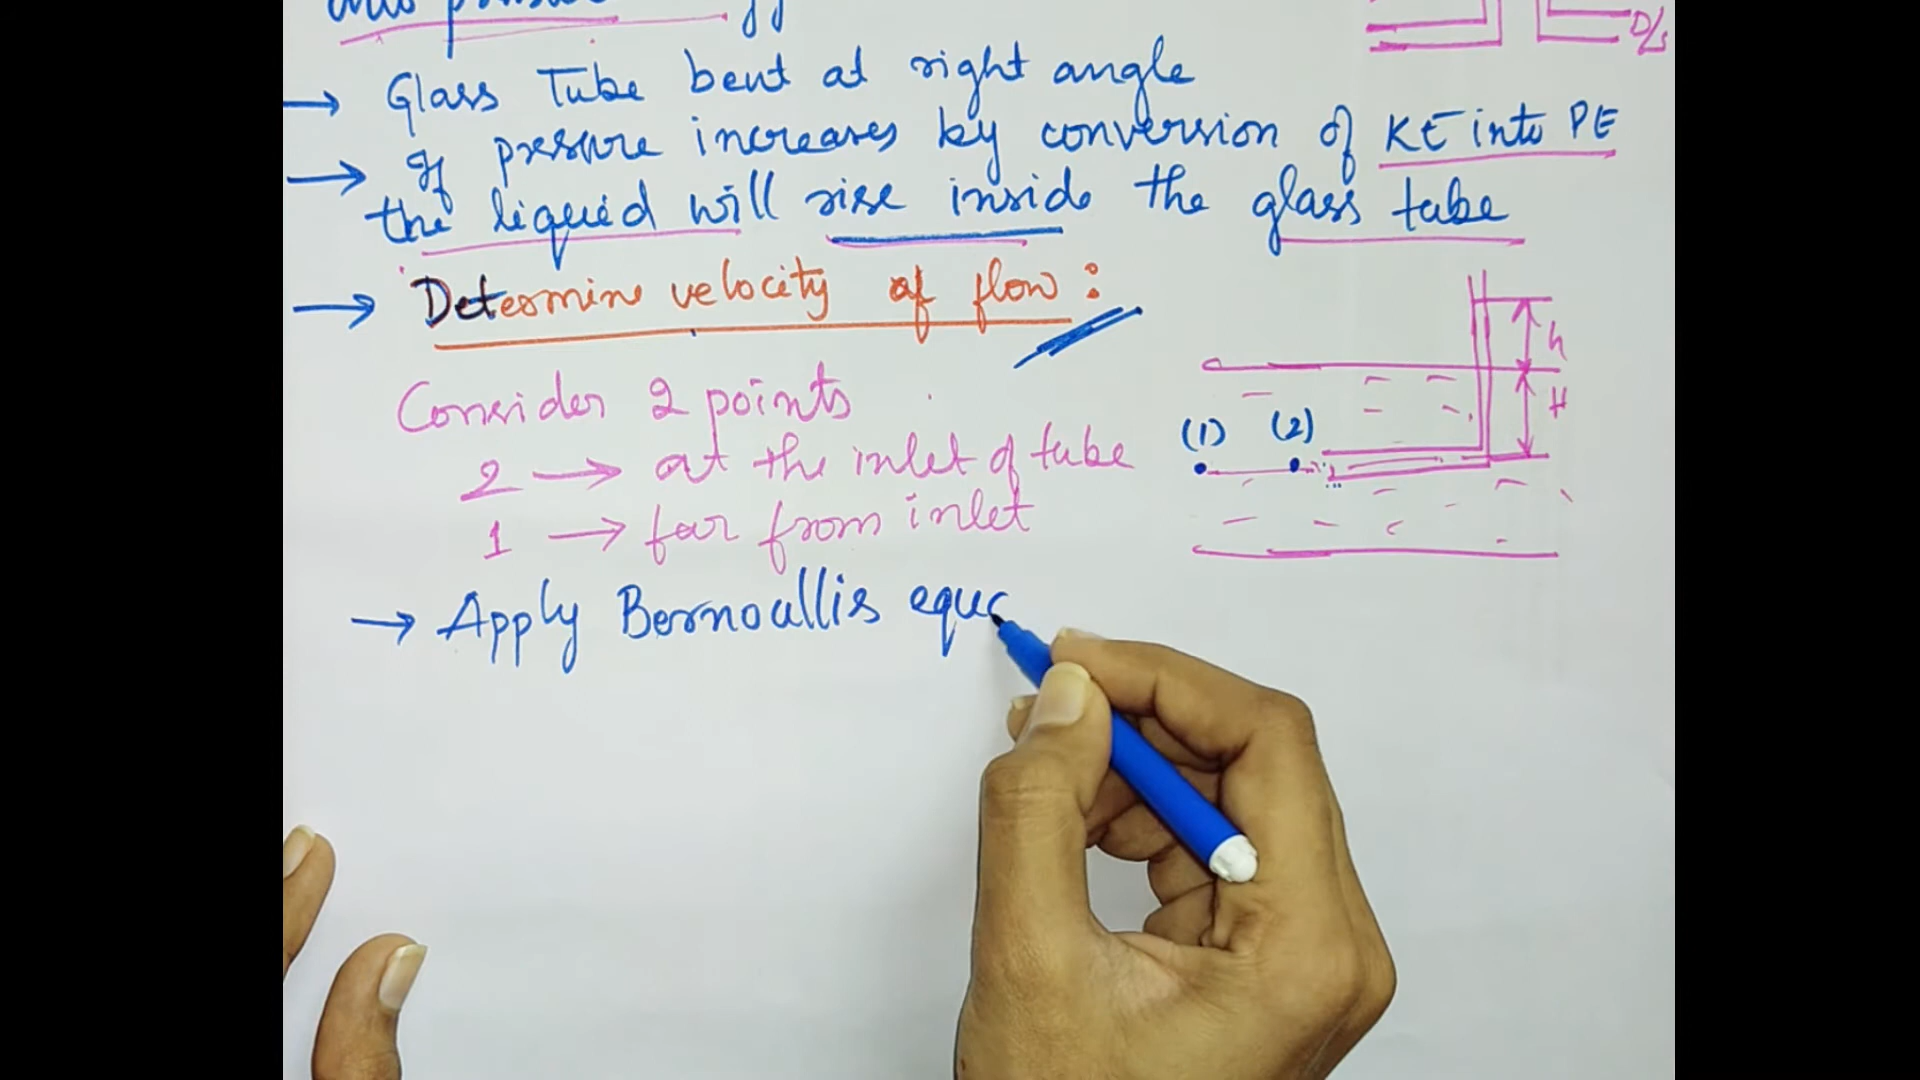 into
D/s
→ Glass Tube bent at right angle
→ If pressure increases by conversion of KE into PE
the liquid will rise inside the glass tube
→ Determine velocity of flow:
h
Consider 2 points
H
(1) (2)
2 → at the inlet of tube
1 → far from inlet
→ Apply Bernoullis equa